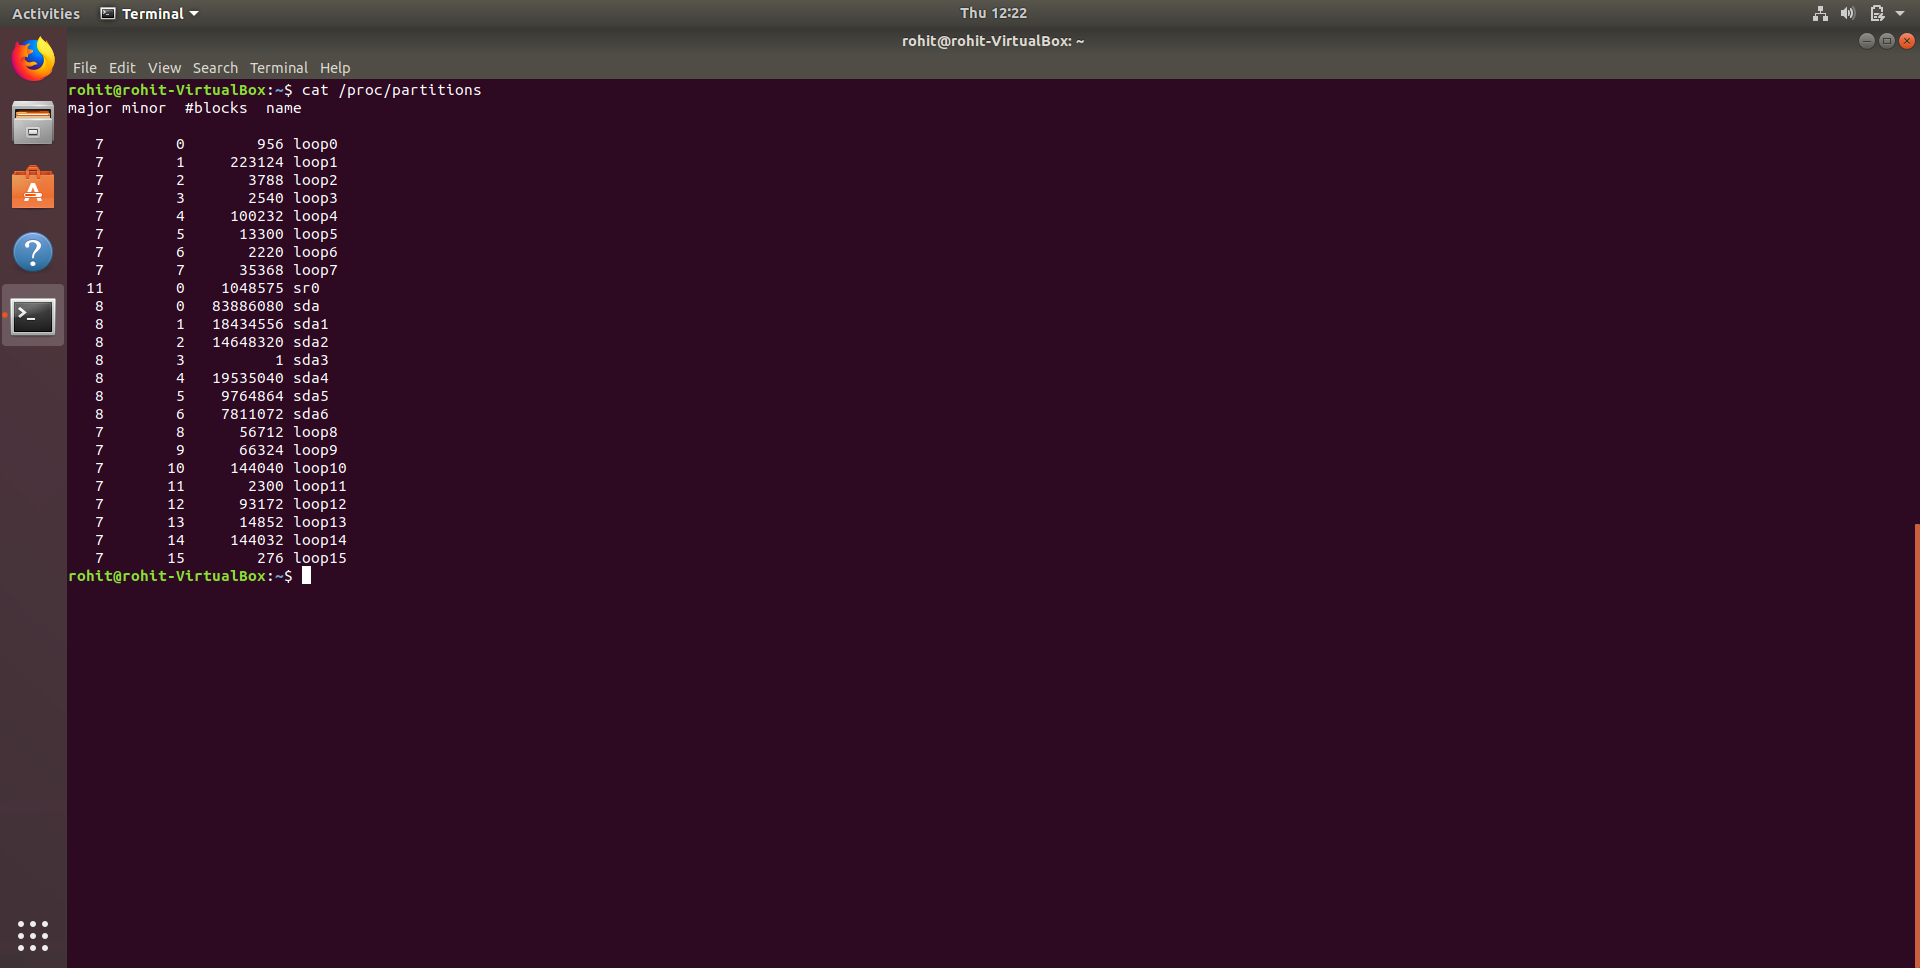 Activities Terminal Thu 12:22
rohit@rohit-VirtualBox: ~
File Edit View Search Terminal Help
rohit@rohit-VirtualBox:~$ cat /proc/partitions
major minor  #blocks  name

   7        0        956 loop0
   7        1     223124 loop1
   7        2       3788 loop2
   7        3       2540 loop3
   7        4     100232 loop4
   7        5      13300 loop5
   7        6       2220 loop6
   7        7      35368 loop7
  11        0    1048575 sr0
   8        0   83886080 sda
   8        1   18434556 sda1
   8        2   14648320 sda2
   8        3          1 sda3
   8        4   19535040 sda4
   8        5    9764864 sda5
   8        6    7811072 sda6
   7        8      56712 loop8
   7        9      66324 loop9
   7       10     144040 loop10
   7       11       2300 loop11
   7       12      93172 loop12
   7       13      14852 loop13
   7       14     144032 loop14
   7       15        276 loop15
rohit@rohit-VirtualBox:~$